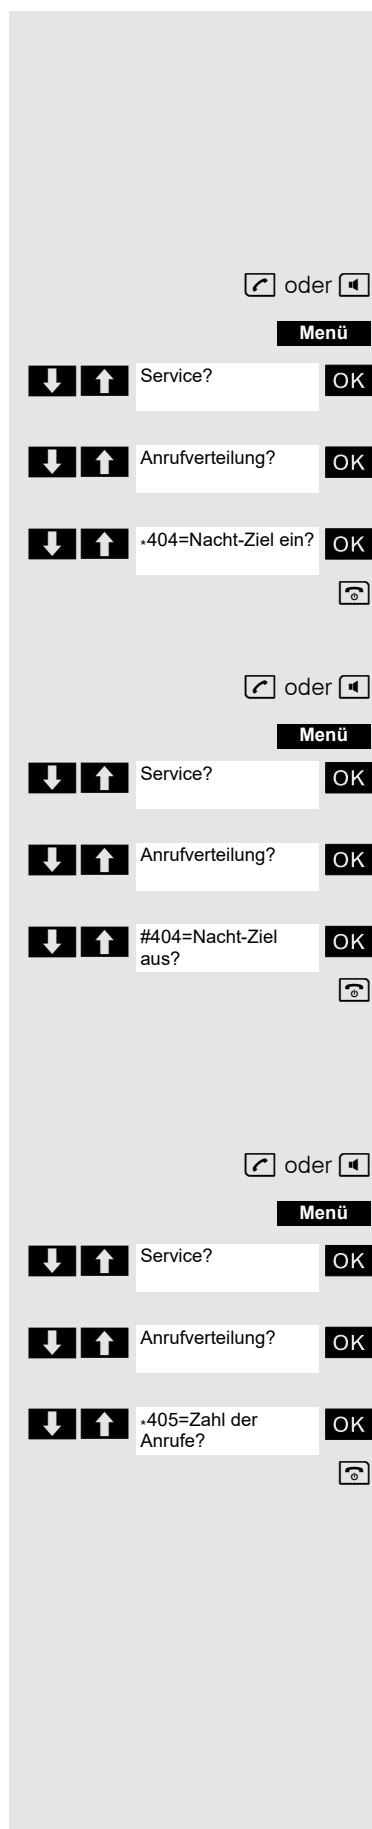 oder
Menü
Service? OK
Anrufverteilung? OK
*404=Nacht-Ziel ein? OK
oder
Menü
Service? OK
Anrufverteilung? OK
#404=Nacht-Ziel OK
aus?
oder
Menü
Service? OK
Anrufverteilung? OK
*405=Zahl der OK
Anrufe?